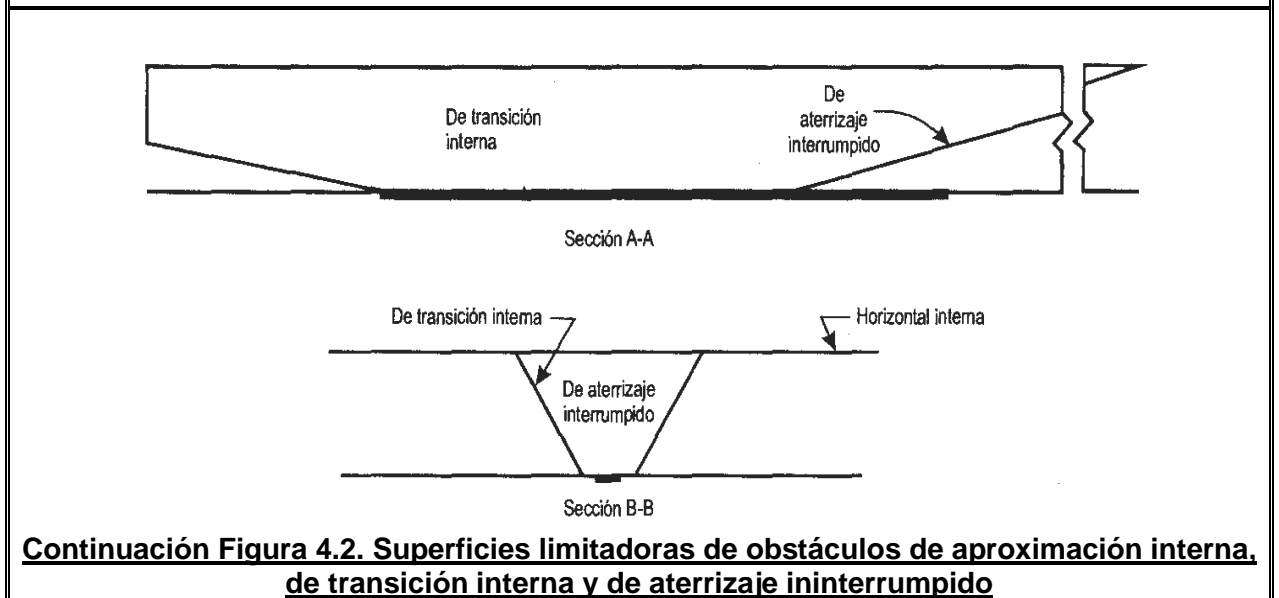 De transición
interna
De
aterrizaje
interrumpido
Sección A-A
De transición interna
Horizontal interna
De aterrizaje
interrumpido
Sección B-B
Continuación Figura 4.2. Superficies limitadoras de obstáculos de aproximación interna,
de transición interna y de aterrizaje ininterrumpido